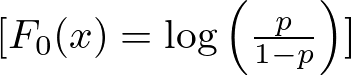 [F_0(x) = \log\left(\frac{p}{1-p}\right)]